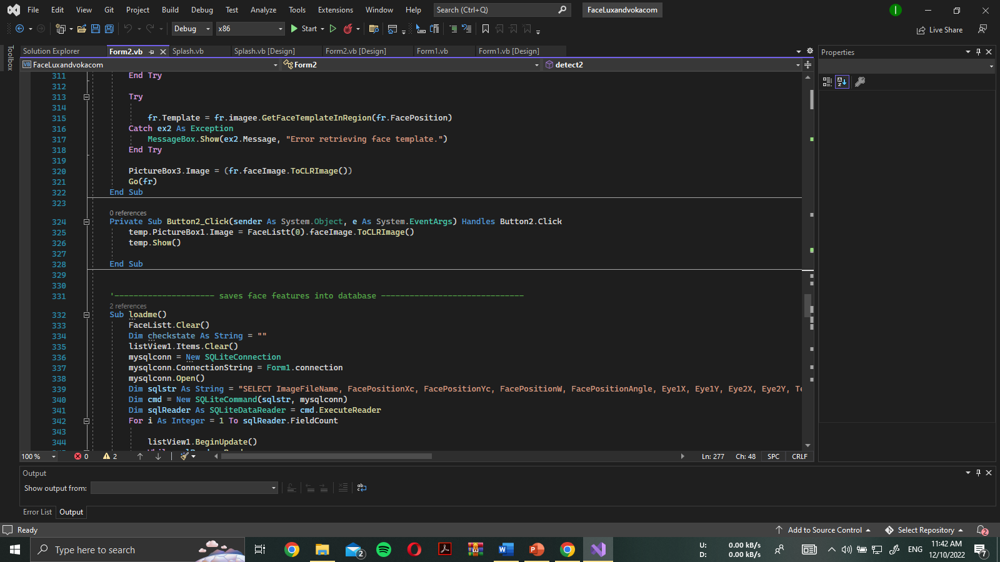 File Edit View Git Project Build Debug Test Analyze Tools Extensions Window Help Search (Ctrl+Q) FaceLuxandvokacom
Debug x86 Start Live Share
Toolbox
Solution Explorer Form2.vb Splash.vb Splash.vb [Design] Form2.vb [Design] Form1.vb Form1.vb [Design]
Properties
FaceLuxandvokacom Form2 detect2
311 End Try
312
313 Try
314
315 fr.Template = fr.imagee.GetFaceTemplateInRegion(fr.FacePosition)
316 Catch ex2 As Exception
317 MessageBox.Show(ex2.Message, "Error retrieving face template.")
318 End Try
319
320 PictureBox3.Image = (fr.faceImage.ToCLRImage())
321 Go(fr)
322 End Sub
323
0 references
324 Private Sub Button2_Click(sender As System.Object, e As System.EventArgs) Handles Button2.Click
325 temp.PictureBox1.Image = FaceListt(0).faceImage.ToCLRImage()
326 temp.Show()
327
328 End Sub
329
330
331 '--------------------- saves face features into database ------------------------------
2 references
332 Sub loadme()
333 FaceListt.Clear()
334 Dim checkstate As String = ""
335 listView1.Items.Clear()
336 mysqlconn = New SQLiteConnection
337 mysqlconn.ConnectionString = Form1.connection
338 mysqlconn.Open()
339 Dim sqlstr As String = "SELECT ImageFileName, FacePositionXc, FacePositionYc, FacePositionW, FacePositionAngle, Eye1X, Eye1Y, Eye2X, Eye2Y, Te
340 Dim cmd = New SQLiteCommand(sqlstr, mysqlconn)
341 Dim sqlReader As SQLiteDataReader = cmd.ExecuteReader
342 For i As Integer = 1 To sqlReader.FieldCount
343
344 listView1.BeginUpdate()
100 % 0 2 Ln: 277 Ch: 48 SPC CRLF
Output
Show output from:
Error List Output
Ready Add to Source Control Select Repository 2
Type here to search 2 U: 0.00 kB/s D: 0.00 kB/s ENG 11:42 AM 12/10/2022 7